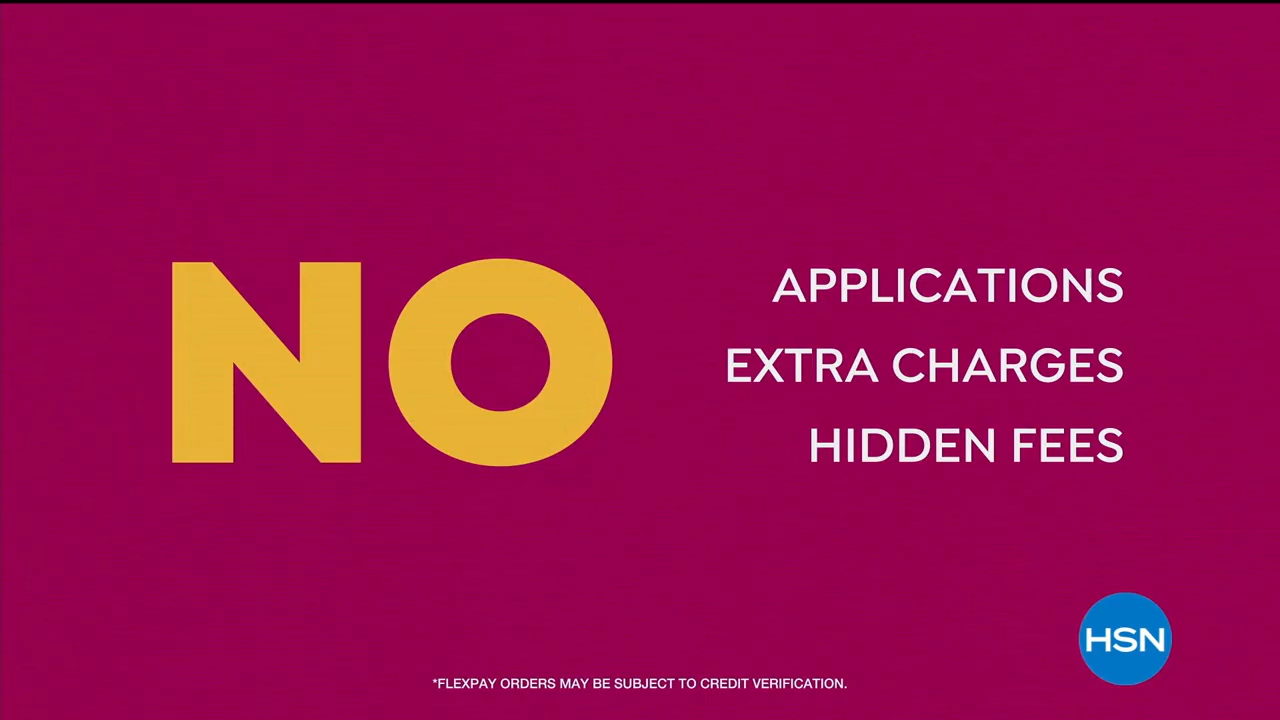 NO
APPLICATIONS
EXTRA CHARGES
HIDDEN FEES
HSN
*FLEXPAY ORDERS MAY BE SUBJECT TO CREDIT VERIFICATION.